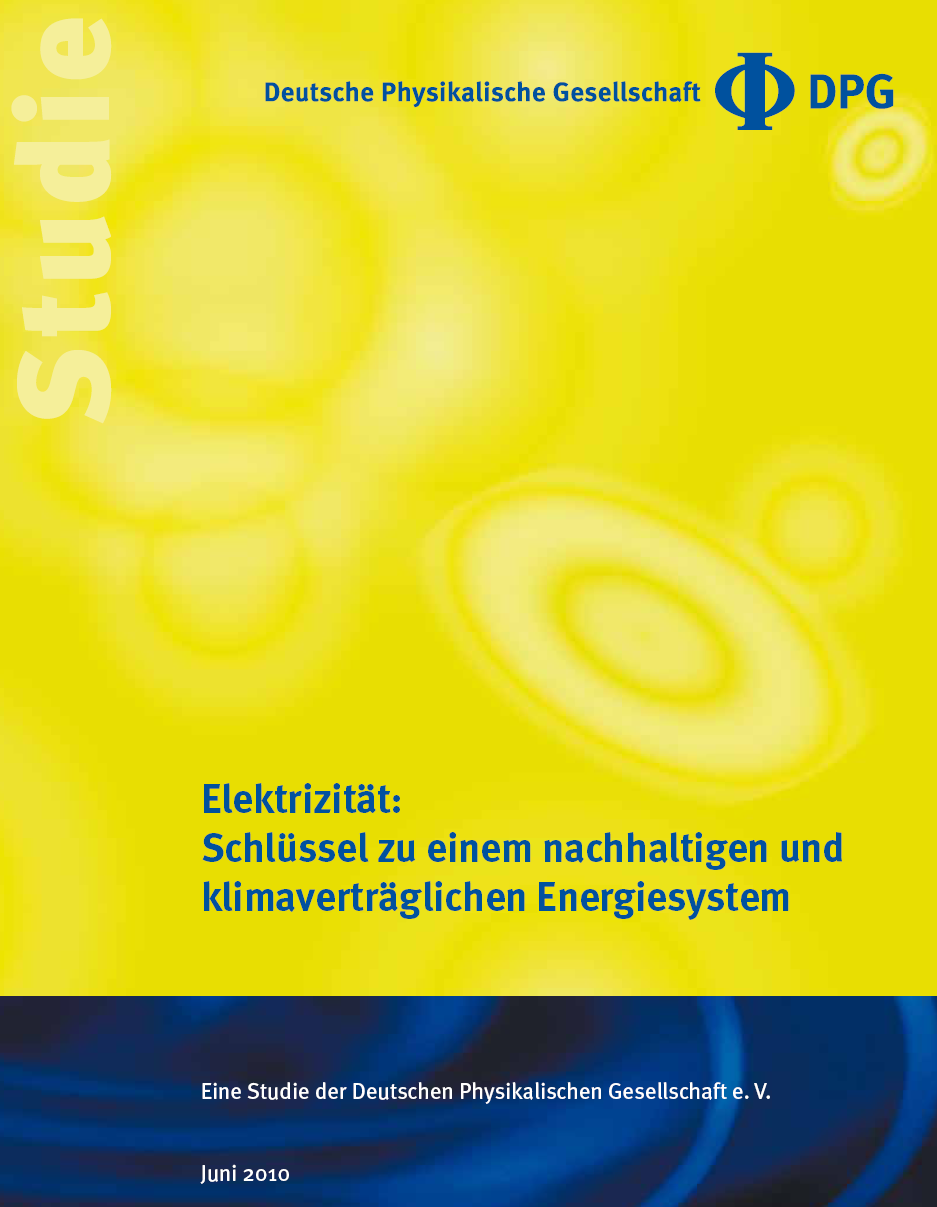 Studie
Deutsche Physikalische Gesellschaft Φ DPG
Elektrizität:
Schlüssel zu einem nachhaltigen und
klimaverträglichen Energiesystem
Eine Studie der Deutschen Physikalischen Gesellschaft e. V.
Juni 2010